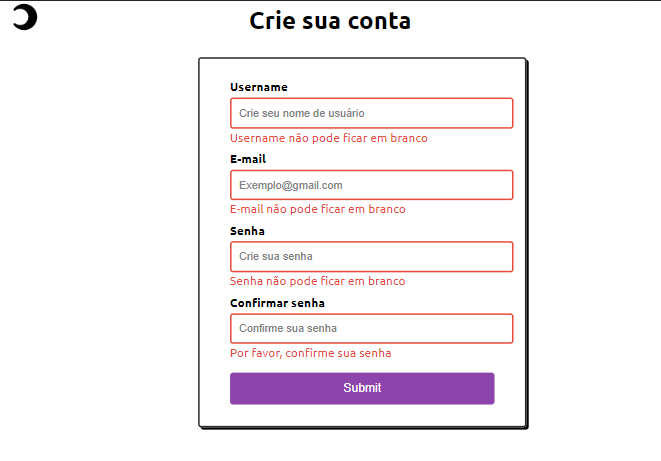 Crie sua conta
Username
Crie seu nome de usuário
Username não pode ficar em branco
E-mail
Exemplo@gmail.com
E-mail não pode ficar em branco
Senha
Crie sua senha
Senha não pode ficar em branco
Confirmar senha
Confirme sua senha
Por favor, confirme sua senha
Submit